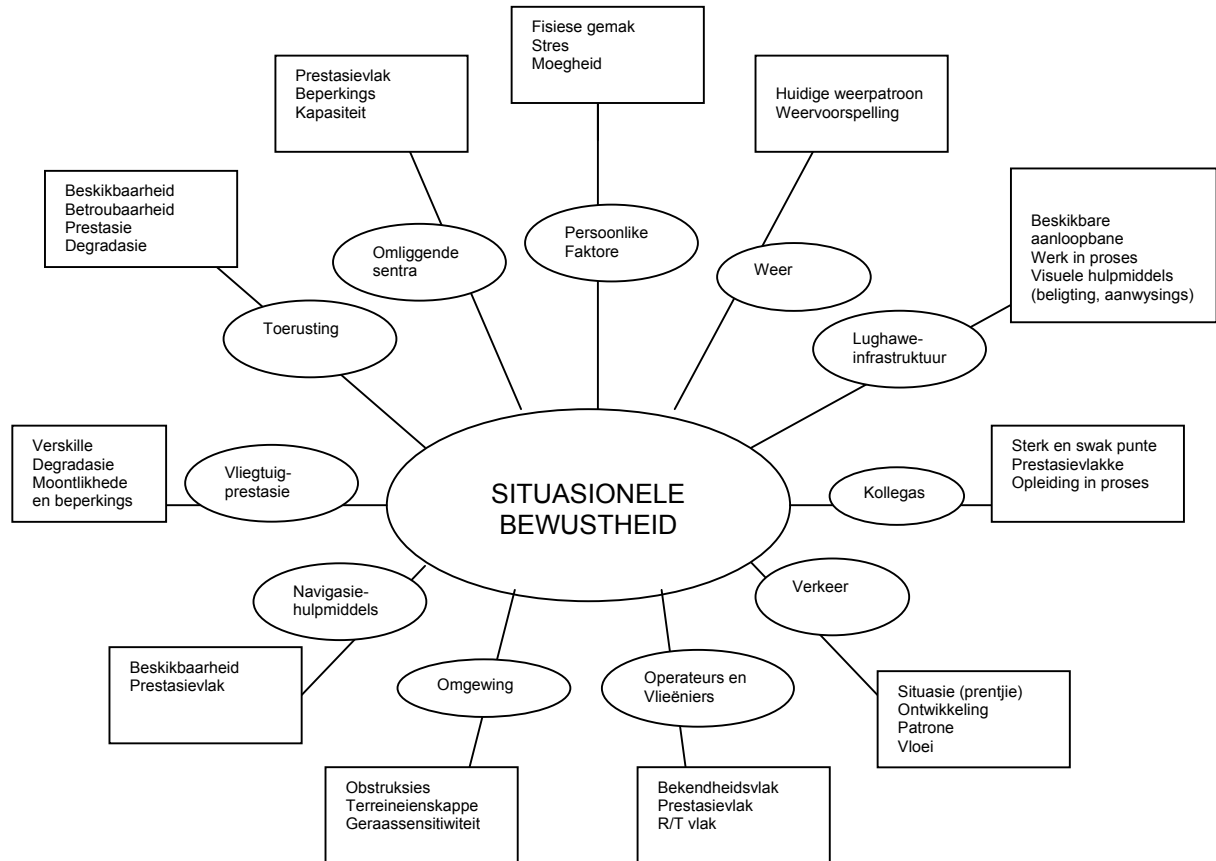 Fisiese gemak
Stres
Moegheid
Prestasievlak
Beperkings
Kapasiteit
Huidige weerpatroon
Weervoorspelling
Beskikbaarheid
Betroubaarheid
Prestasie
Degradasie
Beskikbare
aanloopbane
Werk in proses
Visuele hulpmiddels
(beligting, aanwysings)
Omliggende
sentra
Persoonlike
Faktore
Weer
Toerusting
Lughawe-
infrastruktuur
Verskille
Degradasie
Moontlikhede
en beperkings
Vliegtuig-
prestasie
SITUASIONELE
BEWUSTHEID
Kollegas
Sterk en swak punte
Prestasievlakke
Opleiding in proses
Navigasie-
hulpmiddels
Verkeer
Beskikbaarheid
Prestasievlak
Omgewing
Operateurs en
Vlieëniers
Situasie (prentjie)
Ontwikkeling
Patrone
Vloei
Obstruksies
Terreineienskappe
Geraassensitiwiteit
Bekendheidsvlak
Prestasievlak
R/T vlak